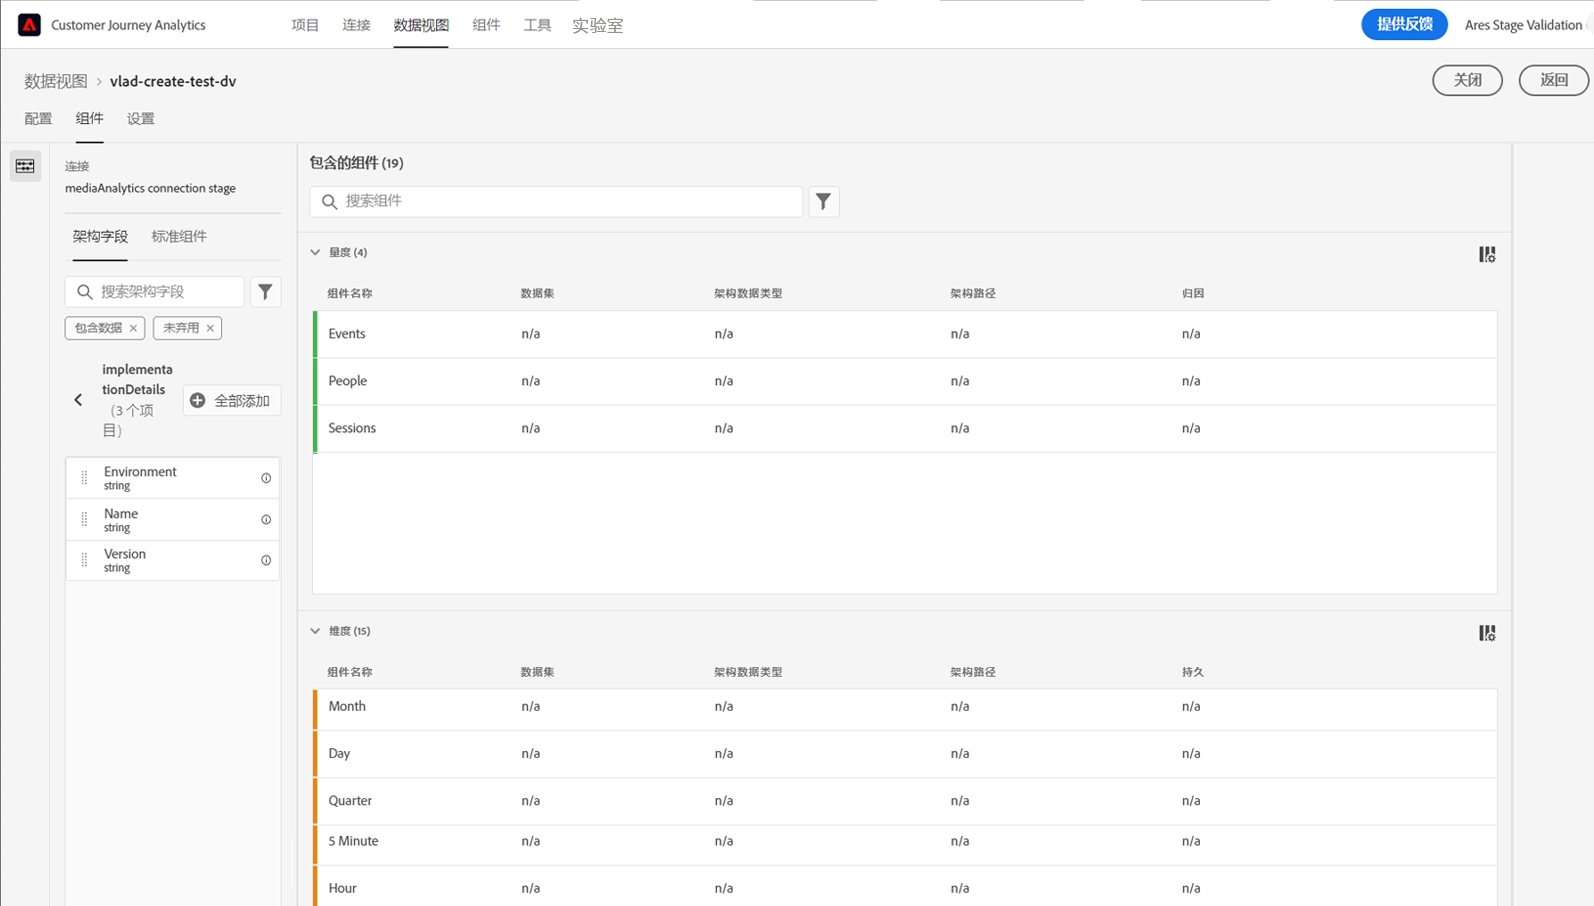 Customer Journey Analytics
项目
连接
数据视图
组件
工具
实验室
提供反馈
Ares Stage Validation
数据视图 > vlad-create-test-dv
关闭
返回
配置
组件
设置
连接
mediaAnalytics connection stage
架构字段
标准组件
搜索架构字段
包含数据 ×
未弃用 ×
implementa
tionDetails
（3 个项
目）
全部添加
Environment
string
Name
string
Version
string
包含的组件 (19)
搜索组件
量度 (4)
组件名称 数据集 架构数据类型 架构路径 归因
Events n/a n/a n/a n/a
People n/a n/a n/a n/a
Sessions n/a n/a n/a n/a
维度 (15)
组件名称 数据集 架构数据类型 架构路径 持久
Month n/a n/a n/a n/a
Day n/a n/a n/a n/a
Quarter n/a n/a n/a n/a
5 Minute n/a n/a n/a n/a
Hour n/a n/a n/a n/a